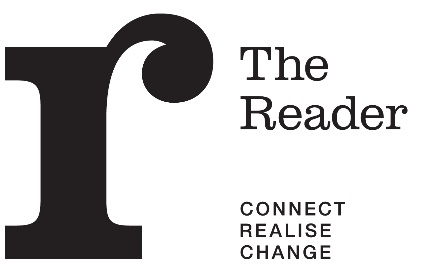 r
The
Reader
CONNECT
REALISE
CHANGE